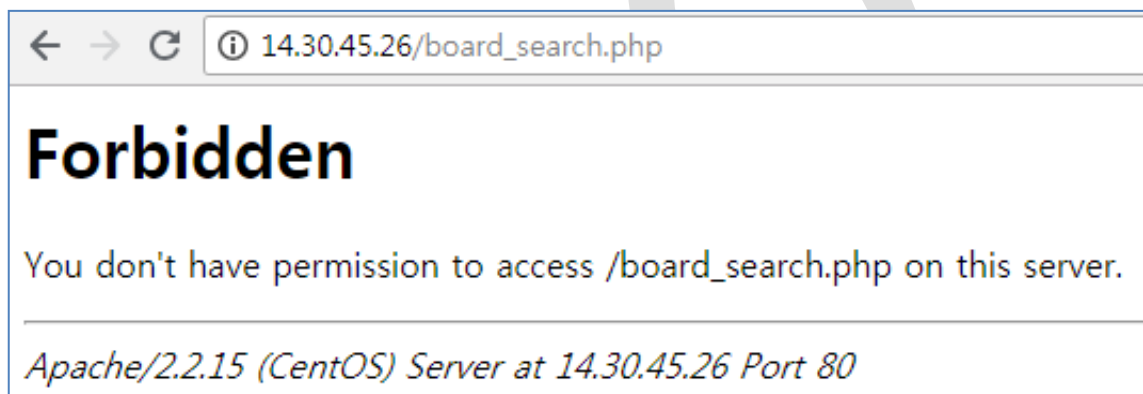 14.30.45.26/board_search.php
Forbidden
You don't have permission to access /board_search.php on this server.
Apache/2.2.15 (CentOS) Server at 14.30.45.26 Port 80